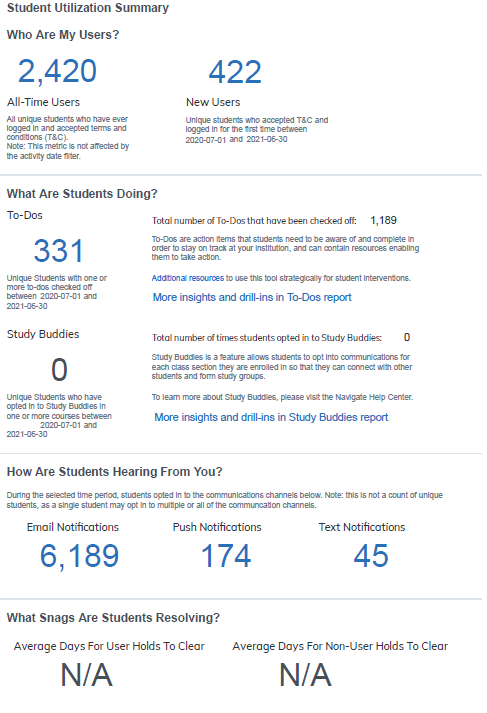 Student Utilization Summary
Who Are My Users?
2,420
All-Time Users
All unique students who have ever
logged in and accepted terms and
conditions (T&C).
Note: This metric is not affected by
the activity date filter.
422
New Users
Unique students who accepted T&C and
logged in for the first time between
2020-07-01 and 2021-06-30
What Are Students Doing?
To-Dos
331
Unique Students with one or
more to-dos checked off
between 2020-07-01 and
2021-06-30
Total number of To-Dos that have been checked off: 1,189
To-Dos are action items that students need to be aware of and complete in
order to stay on track at your institution, and can contain resources enabling
them to take action.
Additional resources to use this tool strategically for student interventions.
More insights and drill-ins in To-Dos report
Study Buddies
0
Unique Students who have
opted in to Study Buddies in
one or more courses between
2020-07-01 and
2021-06-30
Total number of times students opted in to Study Buddies: 0
Study Buddies is a feature allows students to opt into communications for
each class section they are enrolled in so that they can connect with other
students and form study groups.
To learn more about Study Buddies, please visit the Navigate Help Center.
More insights and drill-ins in Study Buddies report
How Are Students Hearing From You?
During the selected time period, students opted in to the communications channels below. Note: this is not a count of unique
students, as a single student may opt in to multiple or all of the communcation channels.
Email Notifications
6,189
Push Notifications
174
Text Notifications
45
What Snags Are Students Resolving?
Average Days For User Holds To Clear
N/A
Average Days For Non-User Holds To Clear
N/A